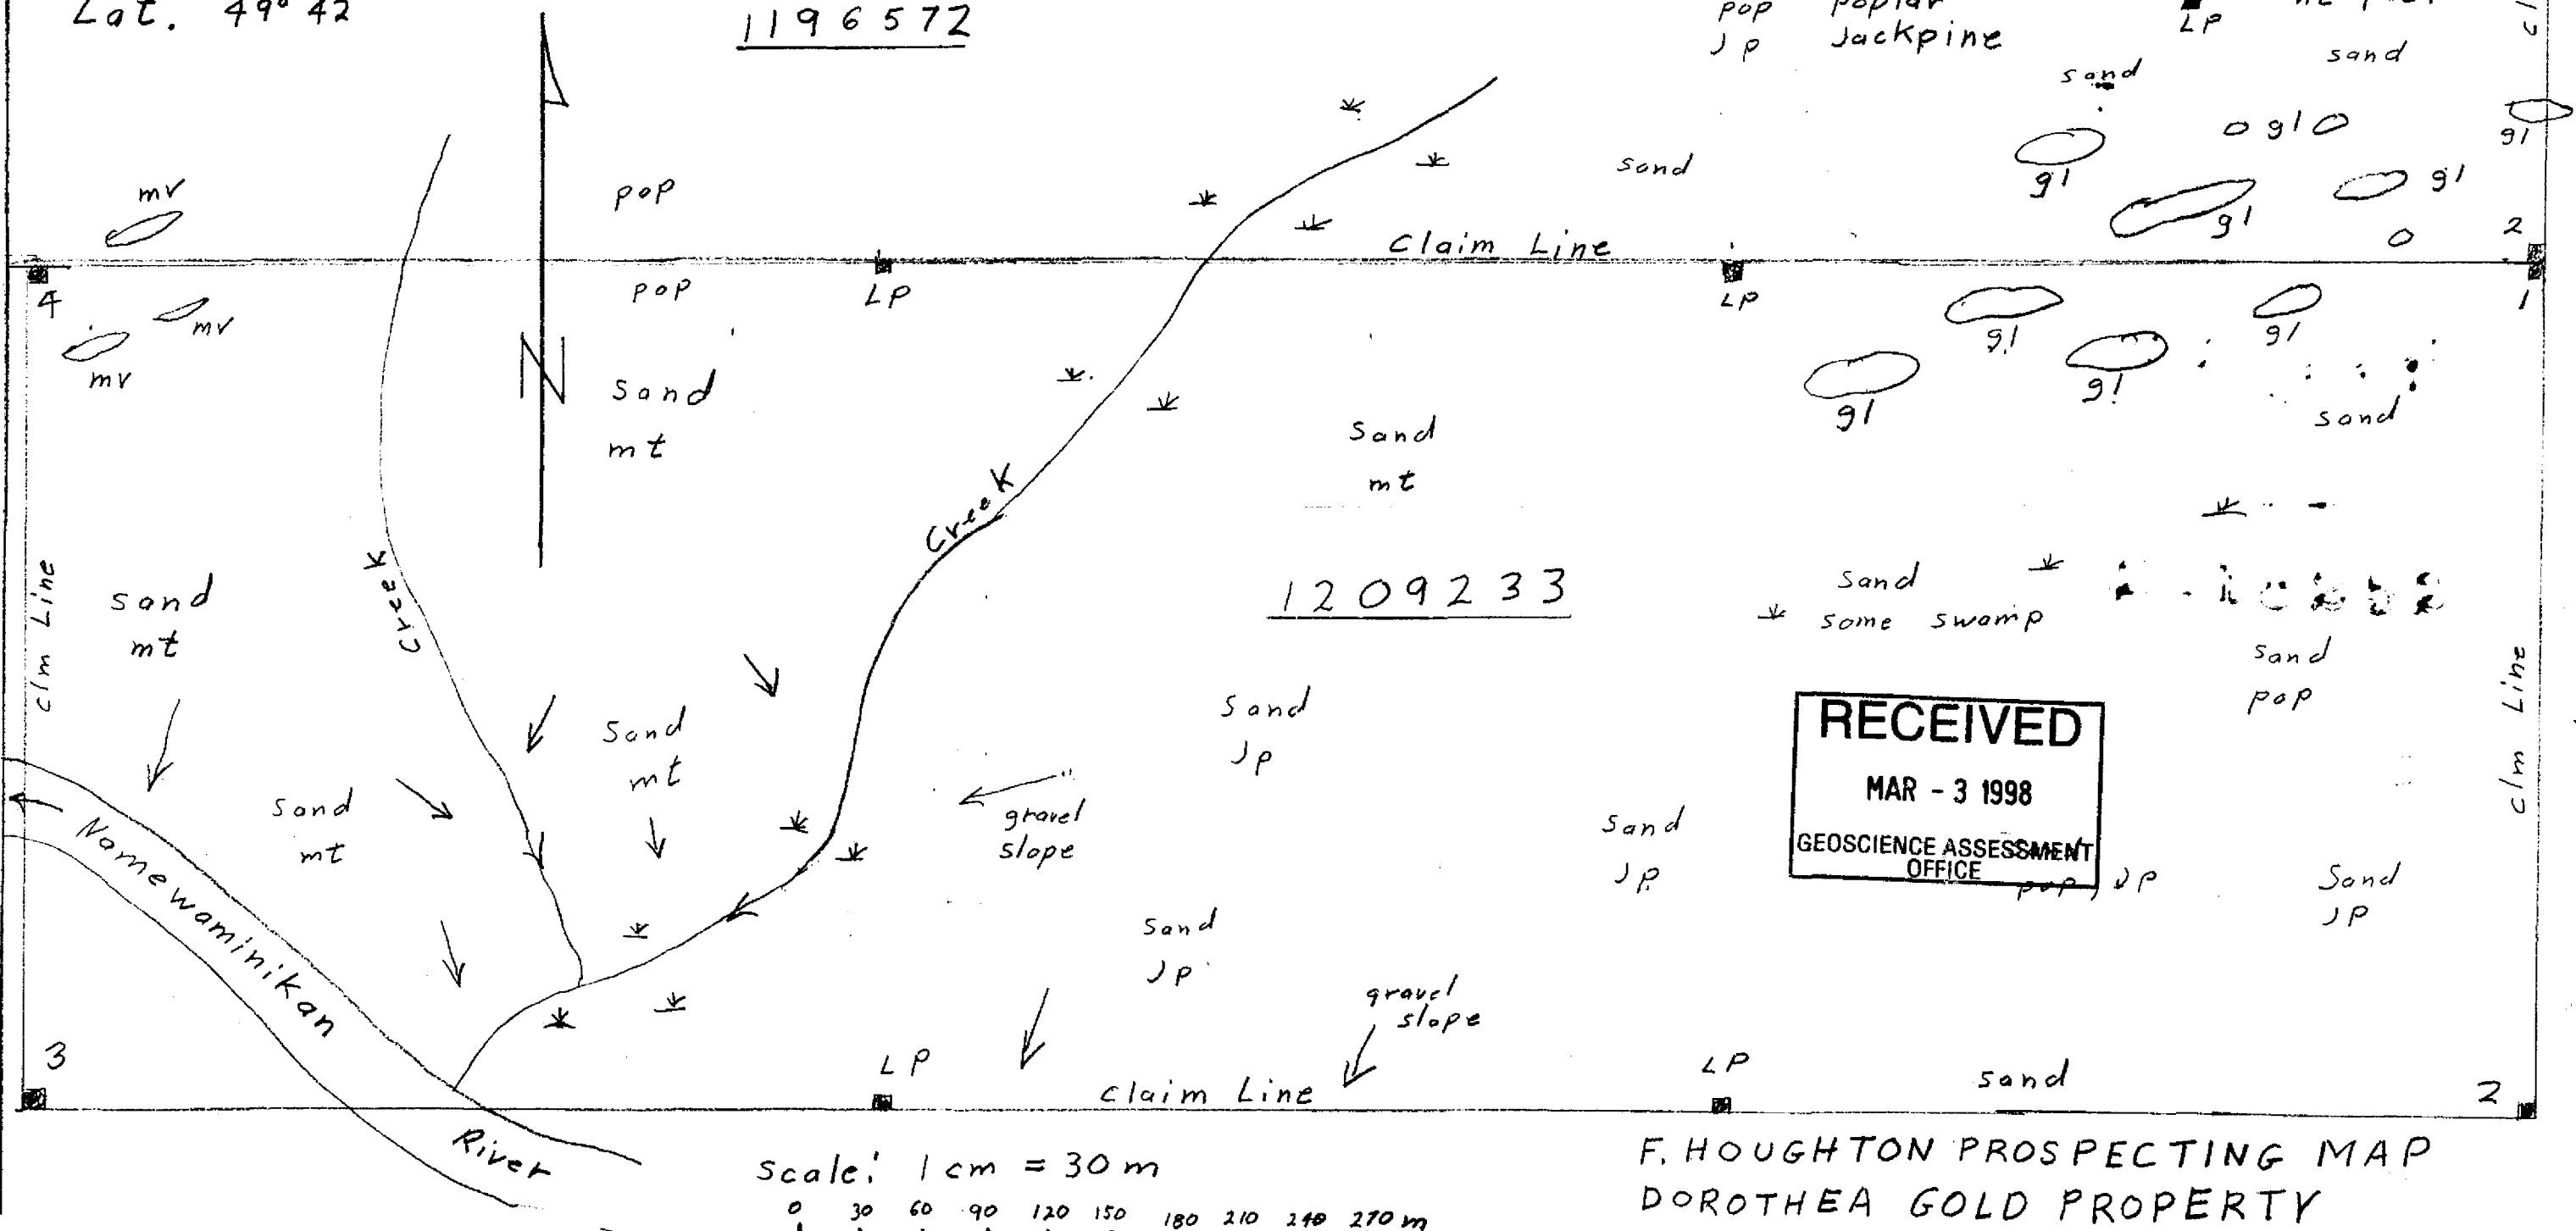 Lat. 49° 42
1196572
pop poplar
JP Jackpine
LP
sand
sand
mv
pop
sand
gl
gl
gl
gl
gl
Claim Line
2
4
pop
LP
LP
1
mv
mv
N
sand
mt
gl
gl
gl
gl
sand
Sand
mt
Creek
Creek
clm Line
sand
mt
1209233
sand
some swamp
sand
pop
clm Line
Sand
mt
sand
JP
RECEIVED
MAR - 3 1998
GEOSCIENCE ASSESSMENT
OFFICE
sand
mt
gravel
slope
sand
JP
pop, JP
Sand
JP
Namewaminikan
River
sand
JP
gravel
slope
3
LP
Claim Line
LP
sand
2
Scale: 1 cm = 30 m
0 30 60 90 120 150 180 210 240 270 m
F. HOUGHTON PROSPECTING MAP
DOROTHEA GOLD PROPERTY